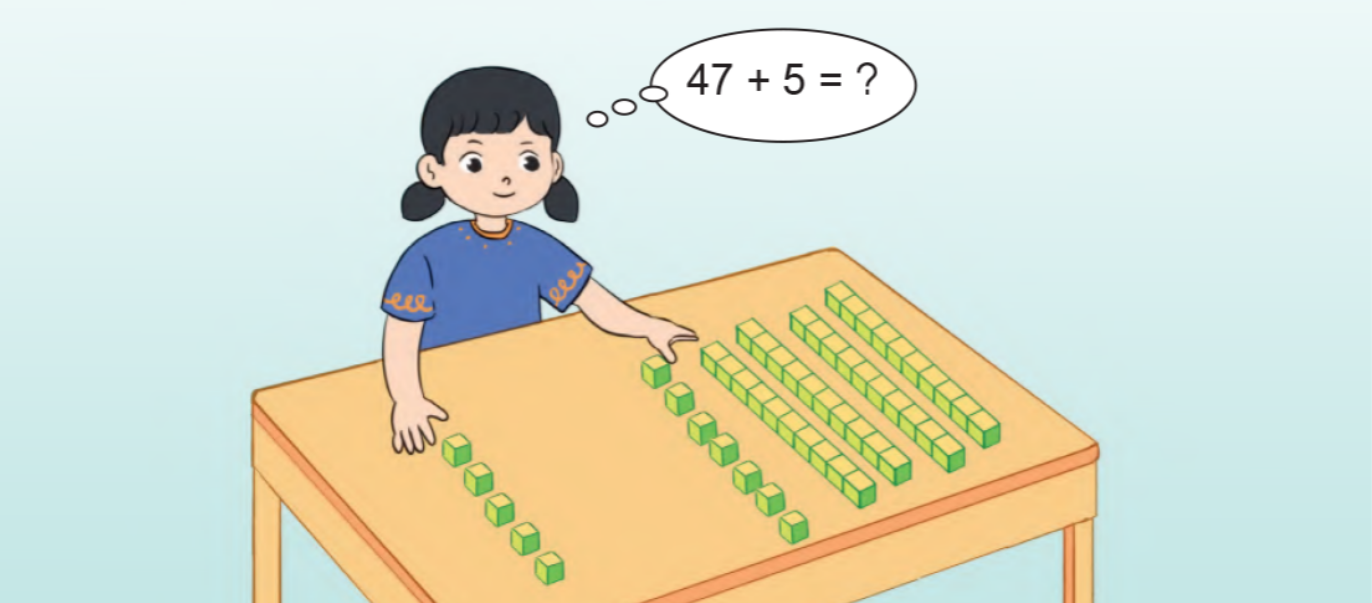 47 + 5 = ?